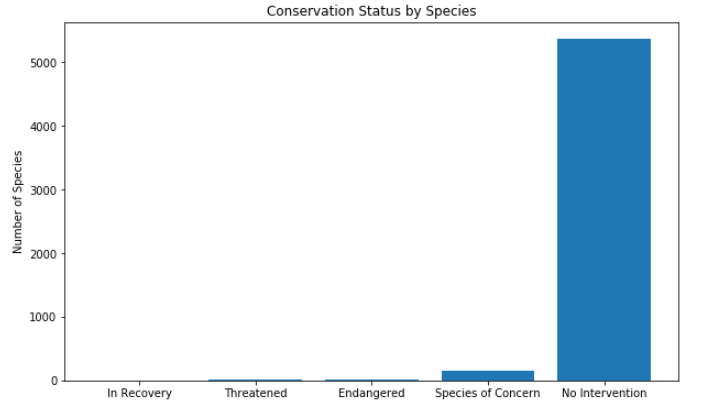 Conservation Status by Species
Number of Species
5000
4000
3000
2000
1000
0
In Recovery Threatened Endangered Species of Concern No Intervention